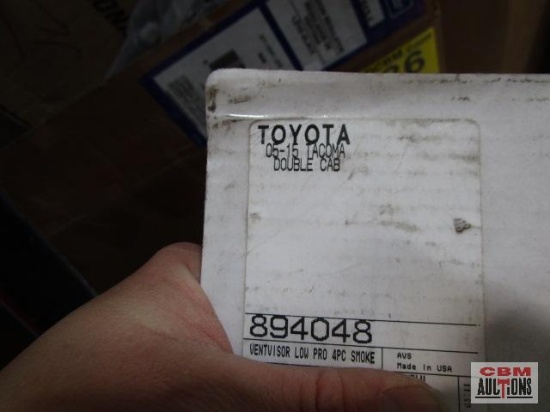 TOYOTA
05-15 TACOMA
DOUBLE CAB
894048
VENTVISOR LOW PRO 4PC SMOKE
AVS
Made in USA
CBM
AUCTIONS